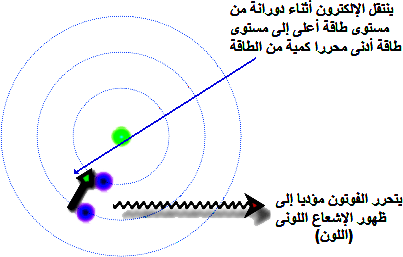 ينتقل الإلكترون أثناء دورانة من
مستوى طاقة أعلى إلى مستوى
طاقة أدنى محررا كمية من الطاقة
يتحرر الفوتون مؤديا إلى
ظهور الإشعاع اللونى
(اللون)